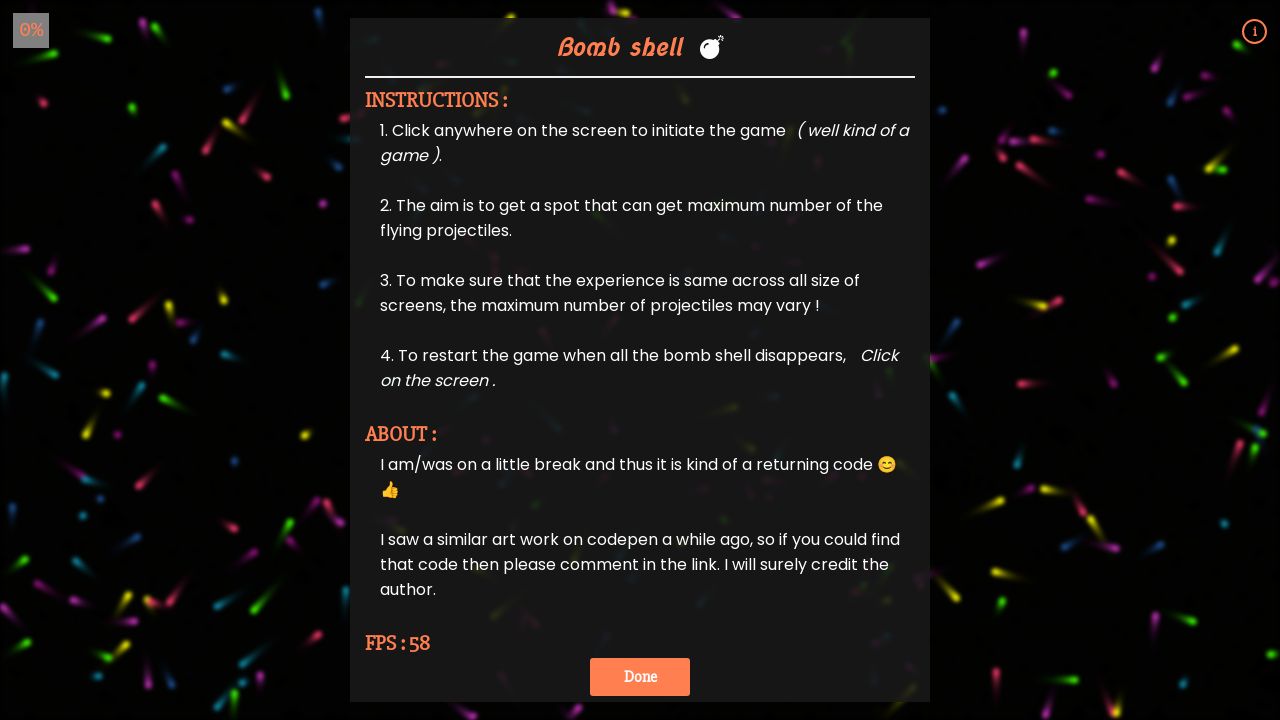 0%
i
Bomb shell 💣
INSTRUCTIONS :
1. Click anywhere on the screen to initiate the game ( well kind of a
game ).
2. The aim is to get a spot that can get maximum number of the
flying projectiles.
3. To make sure that the experience is same across all size of
screens, the maximum number of projectiles may vary !
4. To restart the game when all the bomb shell disappears, Click
on the screen .
ABOUT :
I am/was on a little break and thus it is kind of a returning code 😊
👍
I saw a similar art work on codepen a while ago, so if you could find
that code then please comment in the link. I will surely credit the
author.
FPS : 58
Done